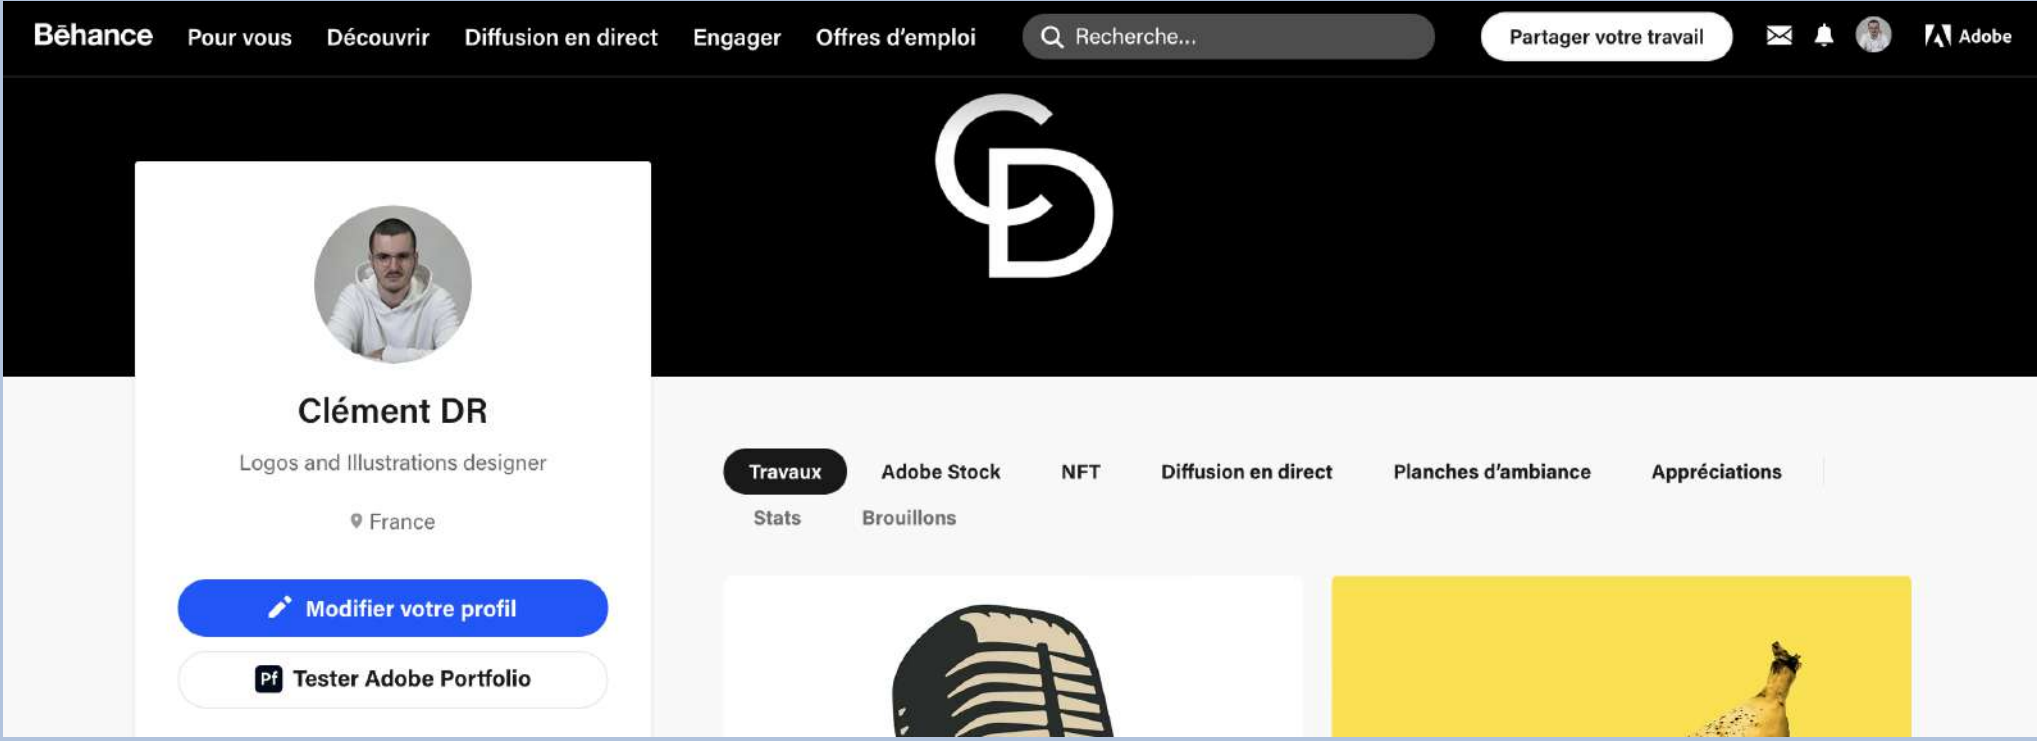 Bēhance Pour vous Découvrir Diffusion en direct Engager Offres d'emploi Recherche... Partager votre travail Adobe
CD
Clément DR
Logos and Illustrations designer
France
Modifier votre profil
Pf Tester Adobe Portfolio
Travaux Adobe Stock NFT Diffusion en direct Planches d'ambiance Appréciations
Stats Brouillons